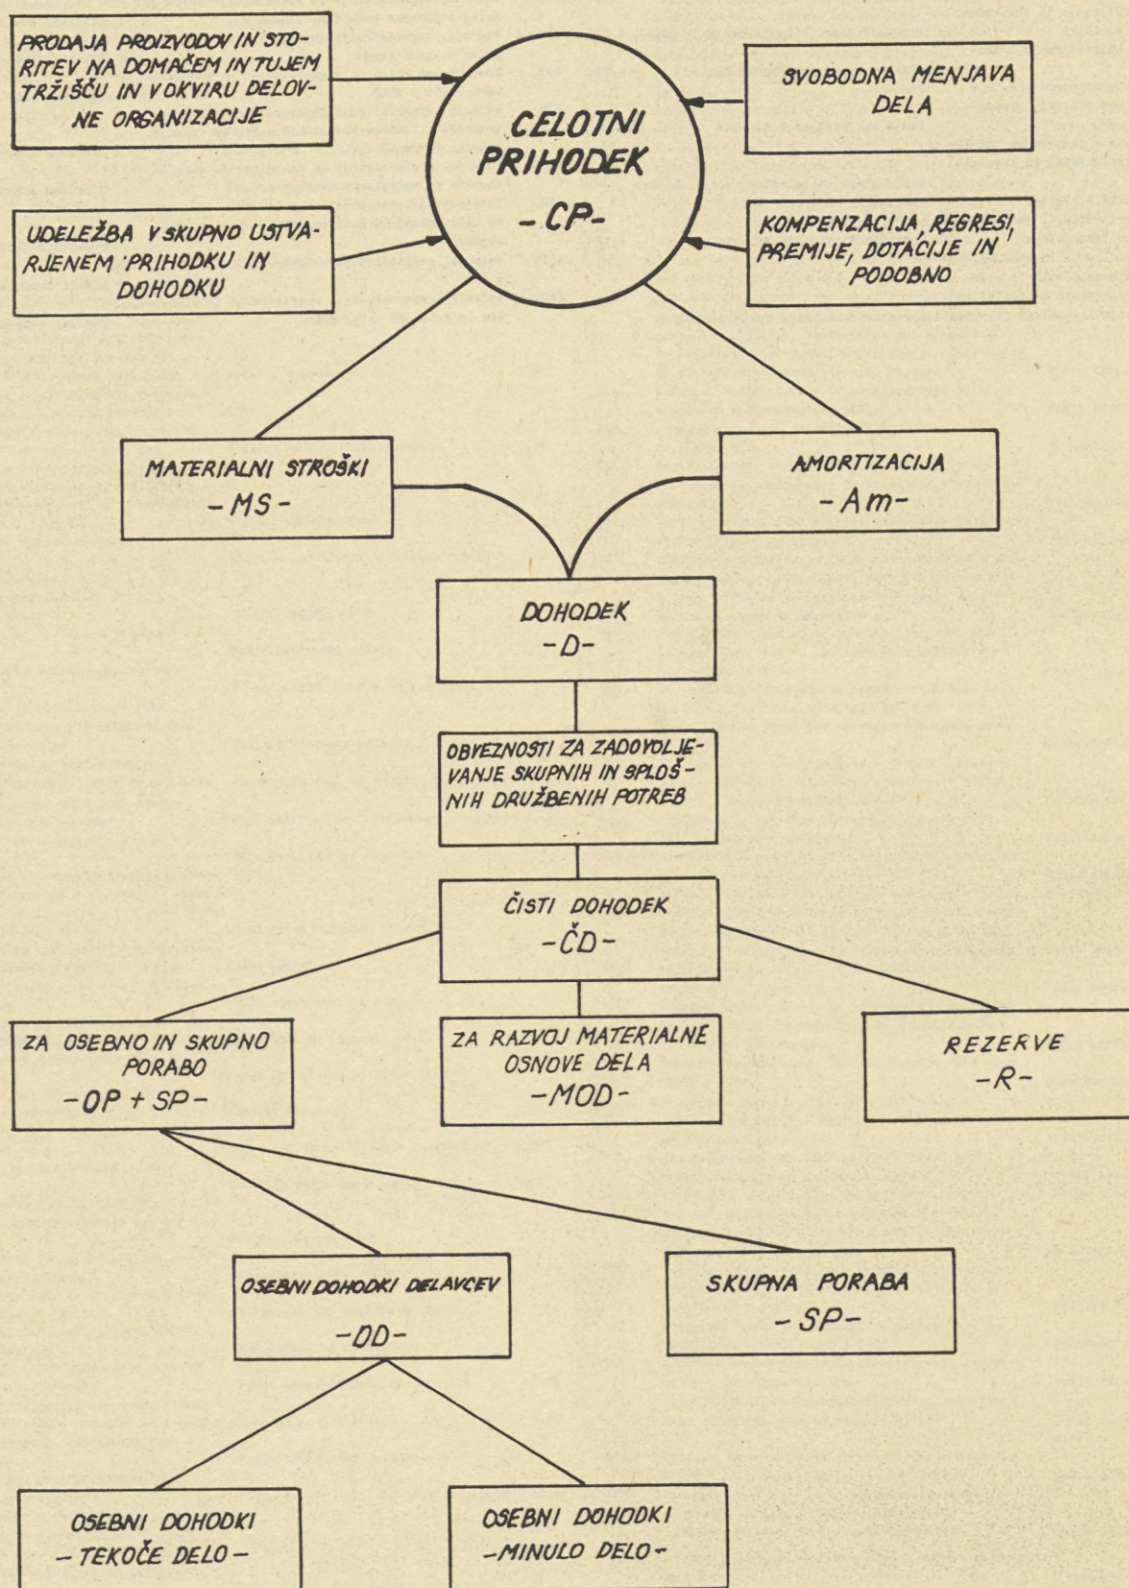 PRODAJA PROIZVODOV IN STO-
RITEV NA DOMAČEM IN TUJEM
TRŽIŠČU IN V OKVIRU DELOV-
NE ORGANIZACIJE
CELOTNI
PRIHODEK
- CP -
SVOBODNA MENJAVA
DELA
UDELEŽBA V SKUPNO USTVA-
RJENEM PRIHODKU IN
DOHODKU
KOMPENZACIJA, REGRESI,
PREMIJE, DOTACIJE IN
PODOBNO
MATERIALNI STROŠKI
- MS -
AMORTIZACIJA
- Am -
DOHODEK
- D -
OBVEZNOSTI ZA ZADOVOLJE-
VANJE SKUPNIH IN SPLOŠ-
NIH DRUŽBENIH POTREB
ČISTI DOHODEK
- ČD -
ZA OSEBNO IN SKUPNO
PORABO
- OP + SP -
ZA RAZVOJ MATERIALNE
OSNOVE DELA
- MOD -
REZERVE
- R -
OSEBNI DOHODKI DELAVCEV
- OD -
SKUPNA PORABA
- SP -
OSEBNI DOHODKI
- TEKOČE DELO -
OSEBNI DOHODKI
- MINULO DELO -